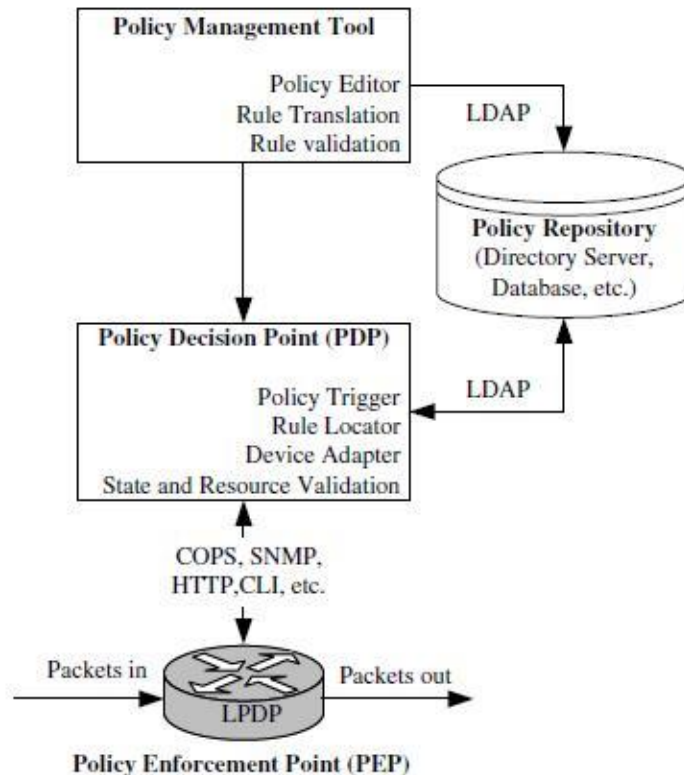 Policy Management Tool
Policy Editor
Rule Translation
Rule validation
LDAP
Policy Repository
(Directory Server,
Database, etc.)
Policy Decision Point (PDP)
Policy Trigger
Rule Locator
Device Adapter
State and Resource Validation
LDAP
COPS, SNMP,
HTTP,CLI, etc.
Packets in
LPDP
Packets out
Policy Enforcement Point (PEP)